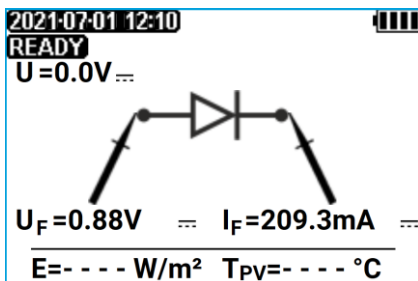 2021-07-01 12:10
READY
U=0.0V
UF=0.88V IF=209.3mA
E=- - - - W/m² TPV=- - - - °C